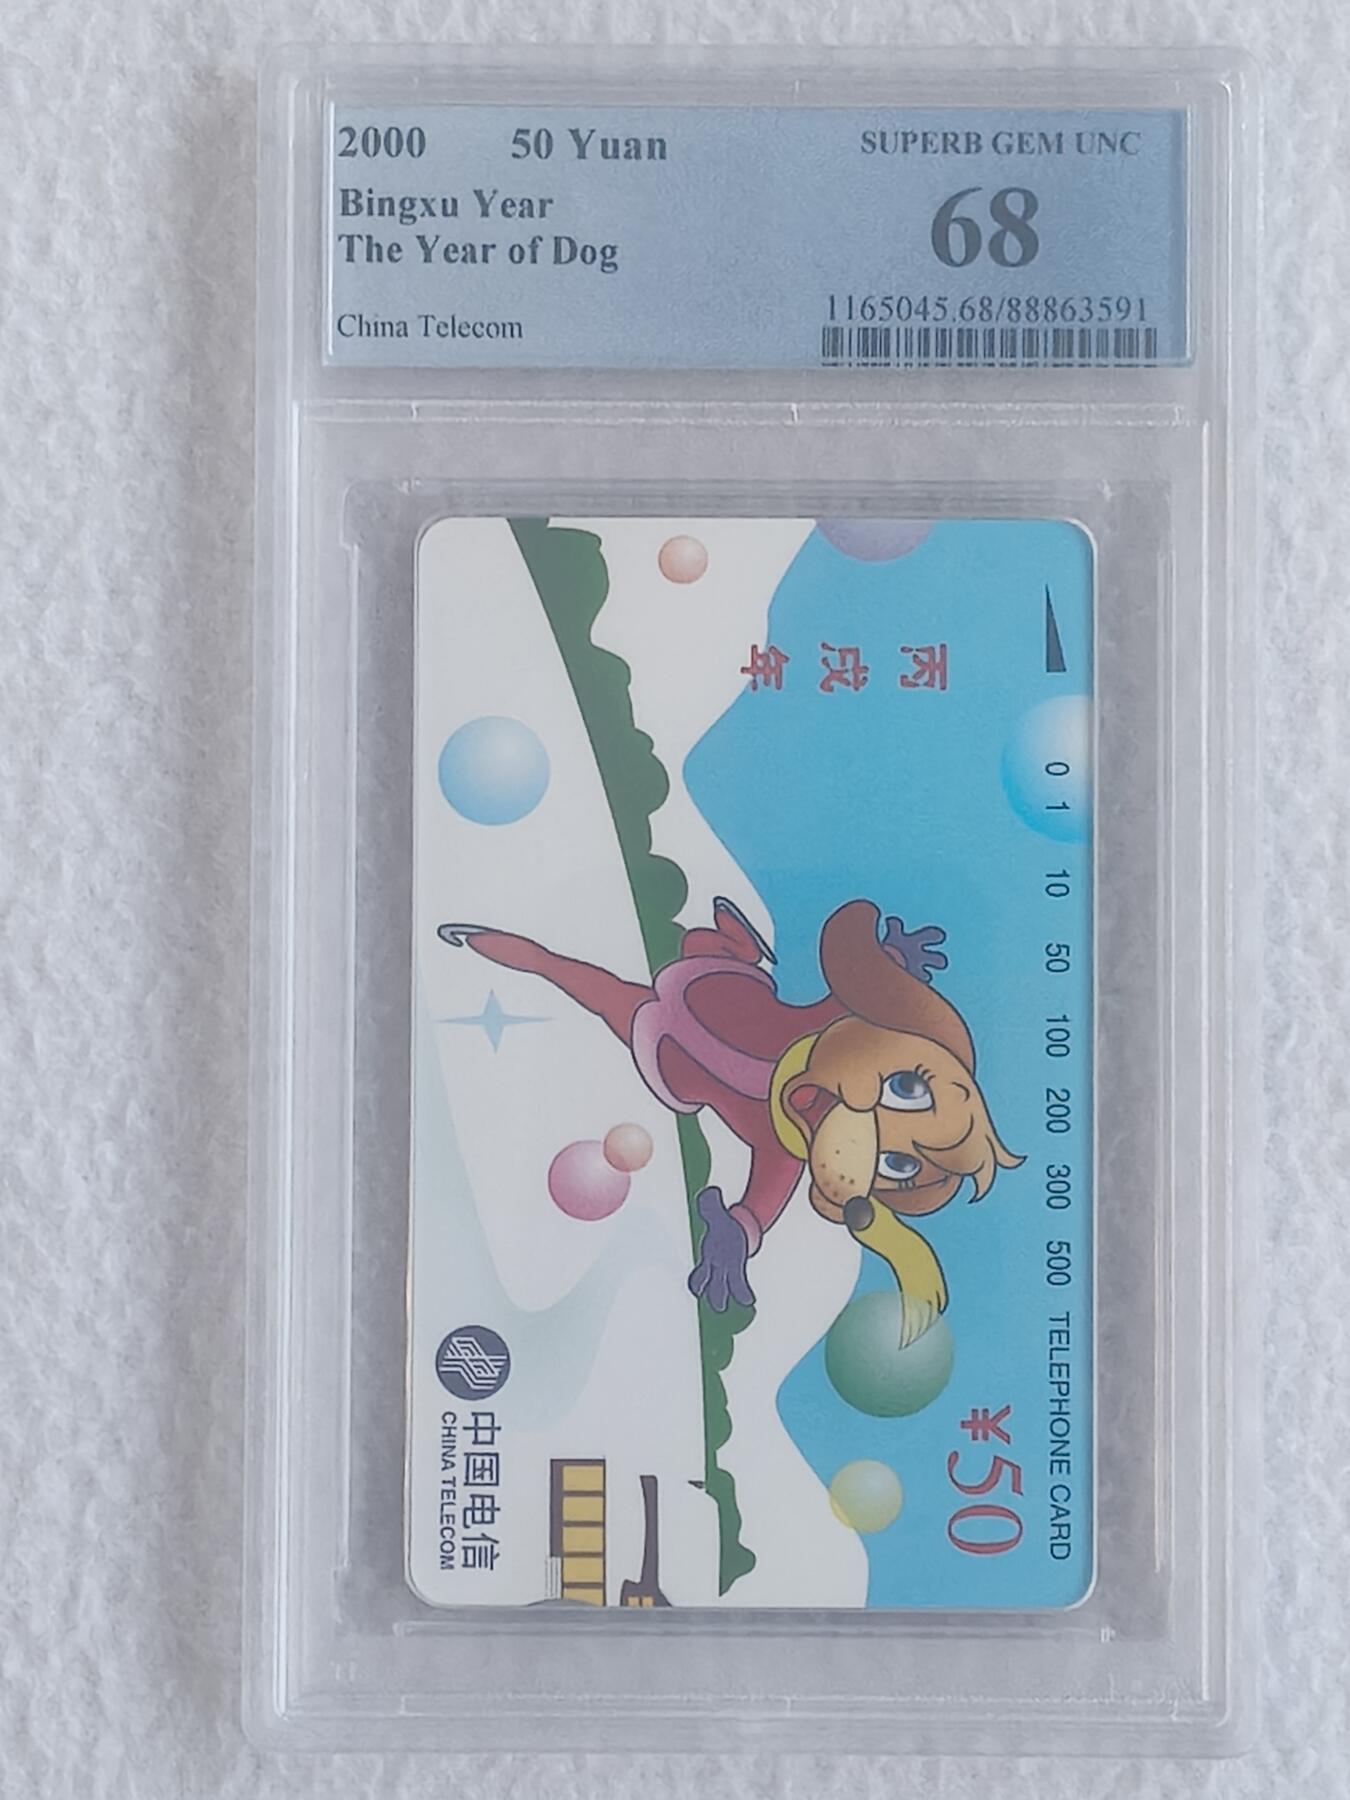 2000 50 Yuan
Bingxu Year
The Year of Dog
China Telecom
SUPERB GEM UNC
68
1165045.68/88863591
0 1 10 50 100 200 300 500 TELEPHONE CARD
¥50
丙戌年
中国电信
CHINA TELECOM